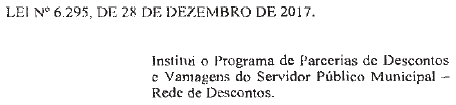 LEI Nº 6.295, DE 28 DE DEZEMBRO DE 2017.
Institui o Programa de Parcerias de Descontos
e Vantagens do Servidor Público Municipal –
Rede de Descontos.